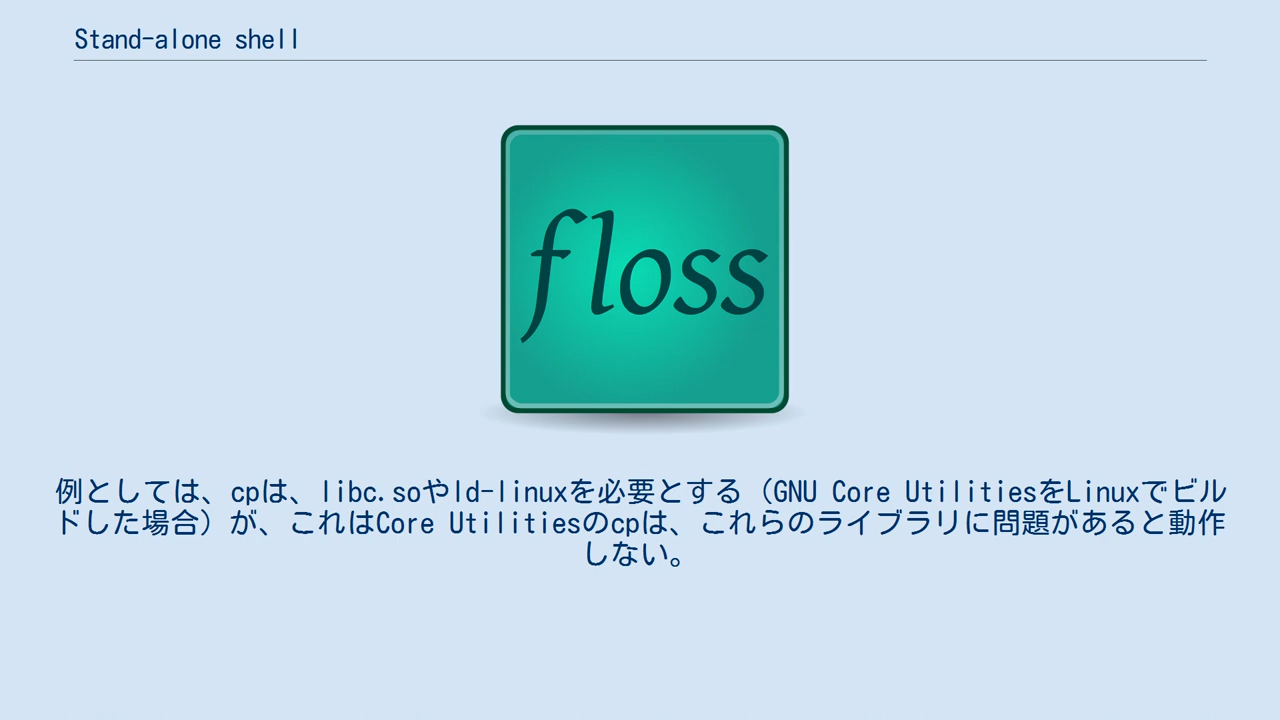 Stand-alone shell
floss
例としては、cpは、libc.soやld-linuxを必要とする（GNU Core UtilitiesをLinuxでビル
ドした場合）が、これはCore Utilitiesのcpは、これらのライブラリに問題があると動作
しない。